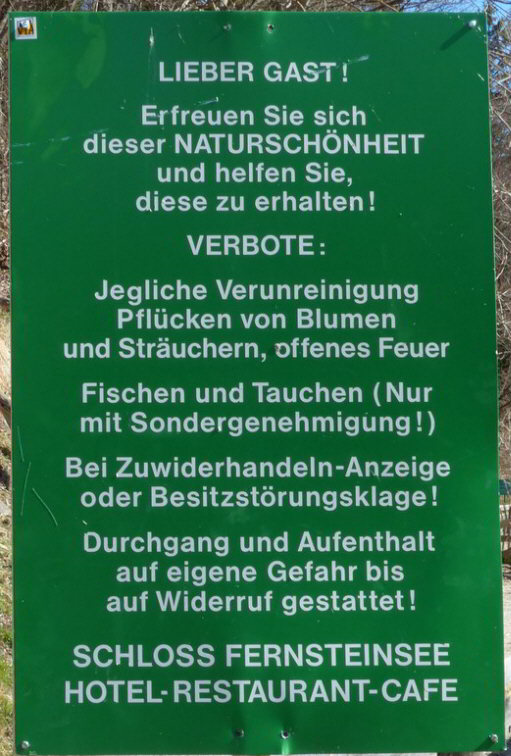 LIEBER GAST!
Erfreuen Sie sich
dieser NATURSCHÖNHEIT
und helfen Sie,
diese zu erhalten!
VERBOTE:
Jegliche Verunreinigung
Pflücken von Blumen
und Sträuchern, offenes Feuer
Fischen und Tauchen (Nur
mit Sondergenehmigung!)
Bei Zuwiderhandeln-Anzeige
oder Besitzstörungsklage!
Durchgang und Aufenthalt
auf eigene Gefahr bis
auf Widerruf gestattet!
SCHLOSS FERNSTEINSEE
HOTEL-RESTAURANT-CAFE